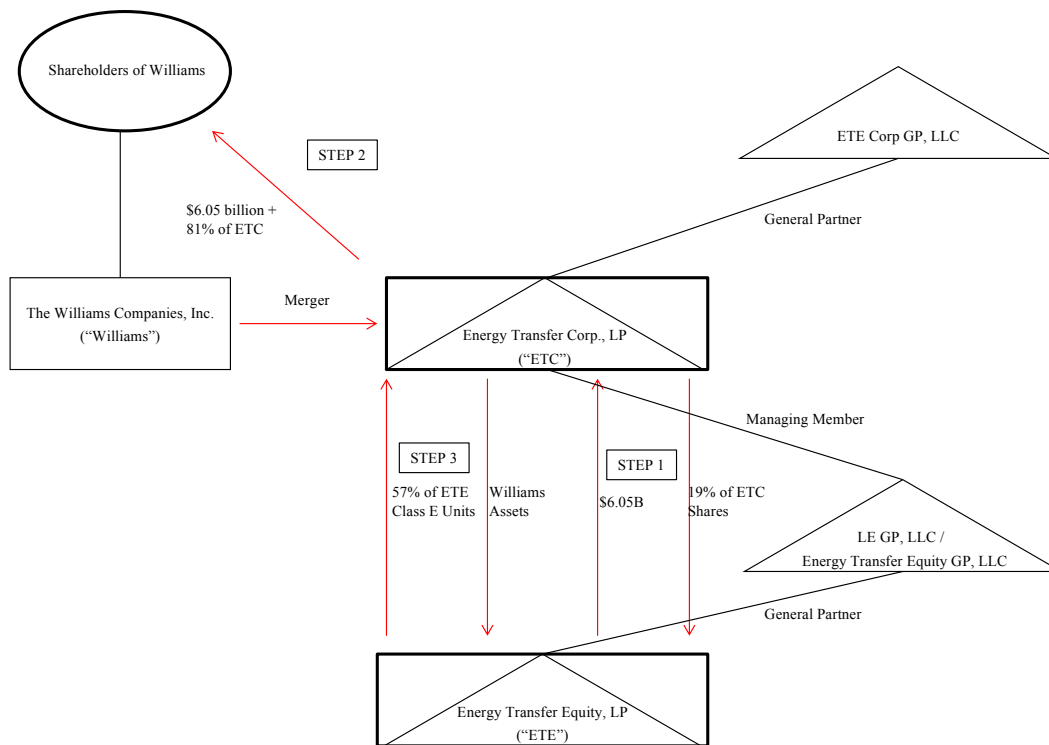 Shareholders of Williams
STEP 2
ETE Corp GP, LLC
$6.05 billion +
81% of ETC
General Partner
The Williams Companies, Inc.
(“Williams”)
Merger
Energy Transfer Corp., LP
(“ETC”)
Managing Member
STEP 3
57% of ETE
Class E Units
Williams
Assets
STEP 1
$6.05B
19% of ETC
Shares
LE GP, LLC /
Energy Transfer Equity GP, LLC
General Partner
Energy Transfer Equity, LP
(“ETE”)